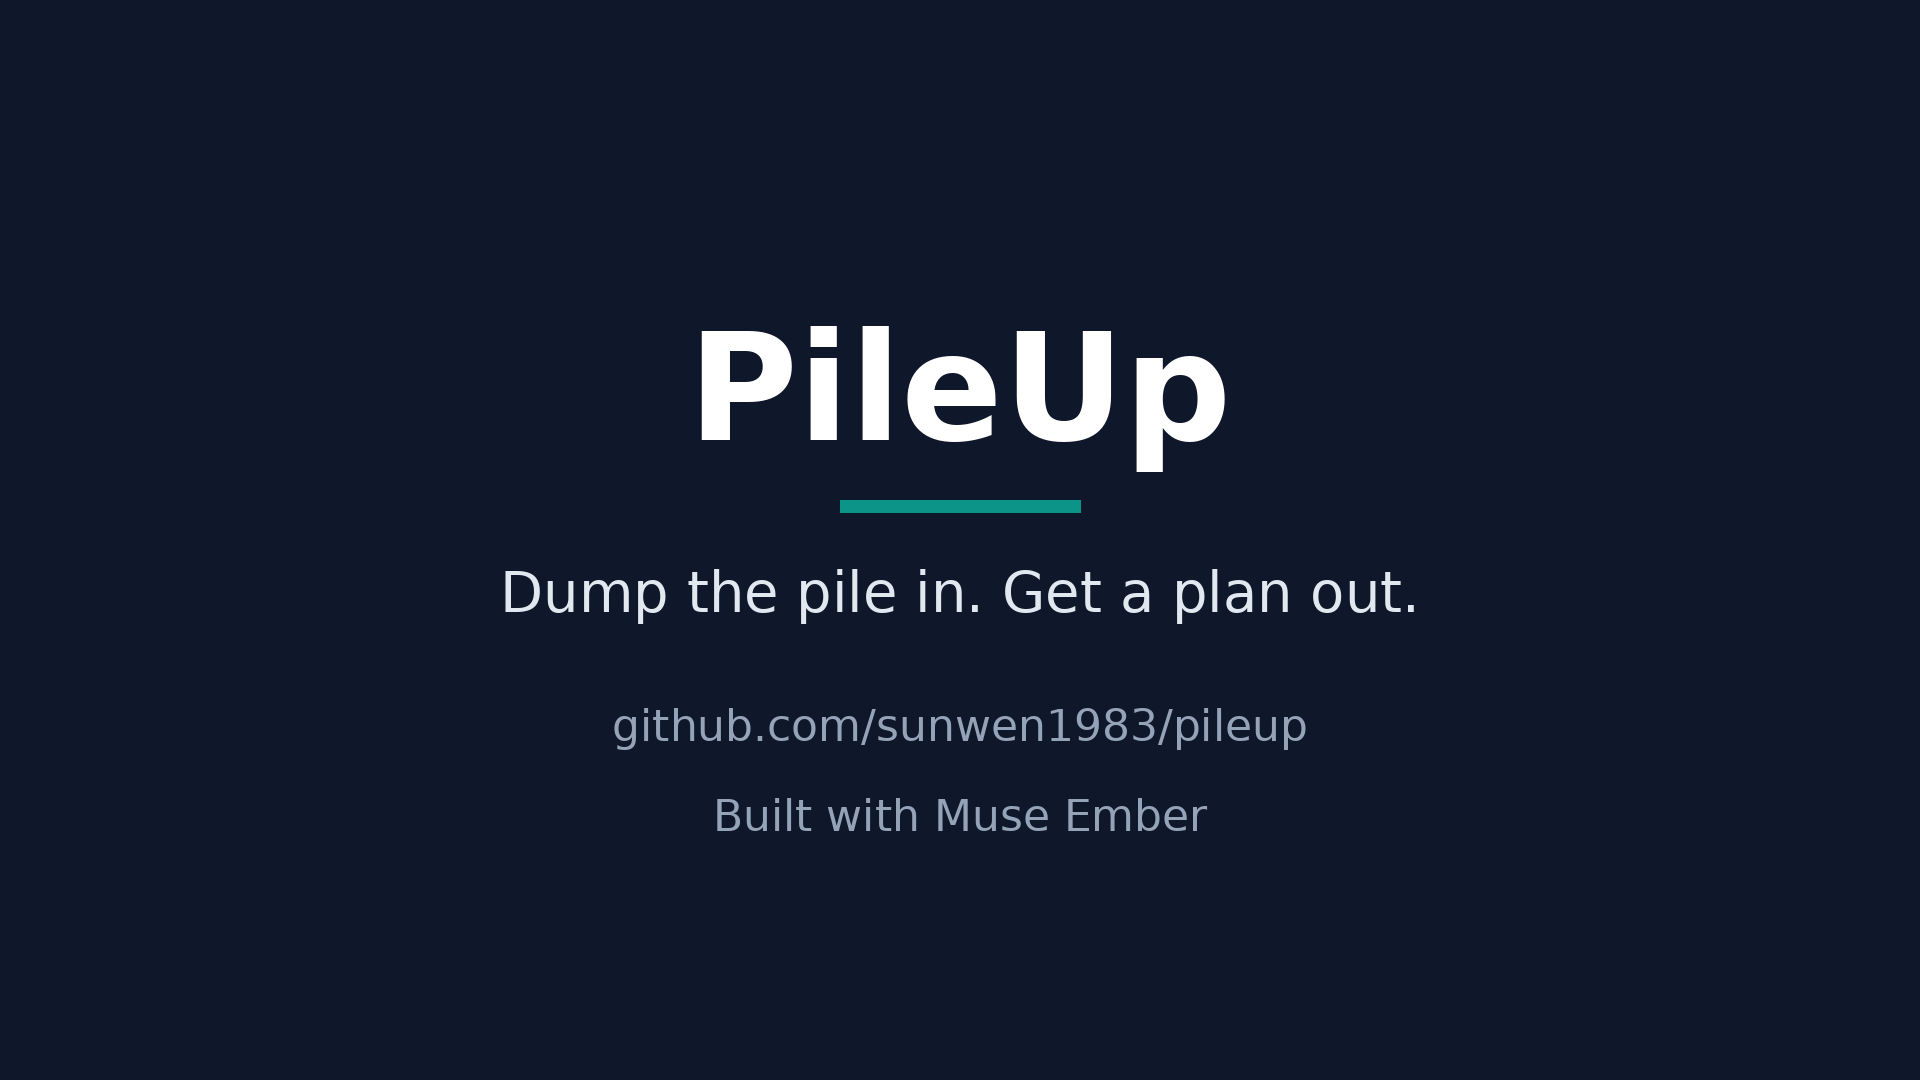 PileUp
Dump the pile in. Get a plan out.
github.com/sunwen1983/pileup
Built with Muse Ember